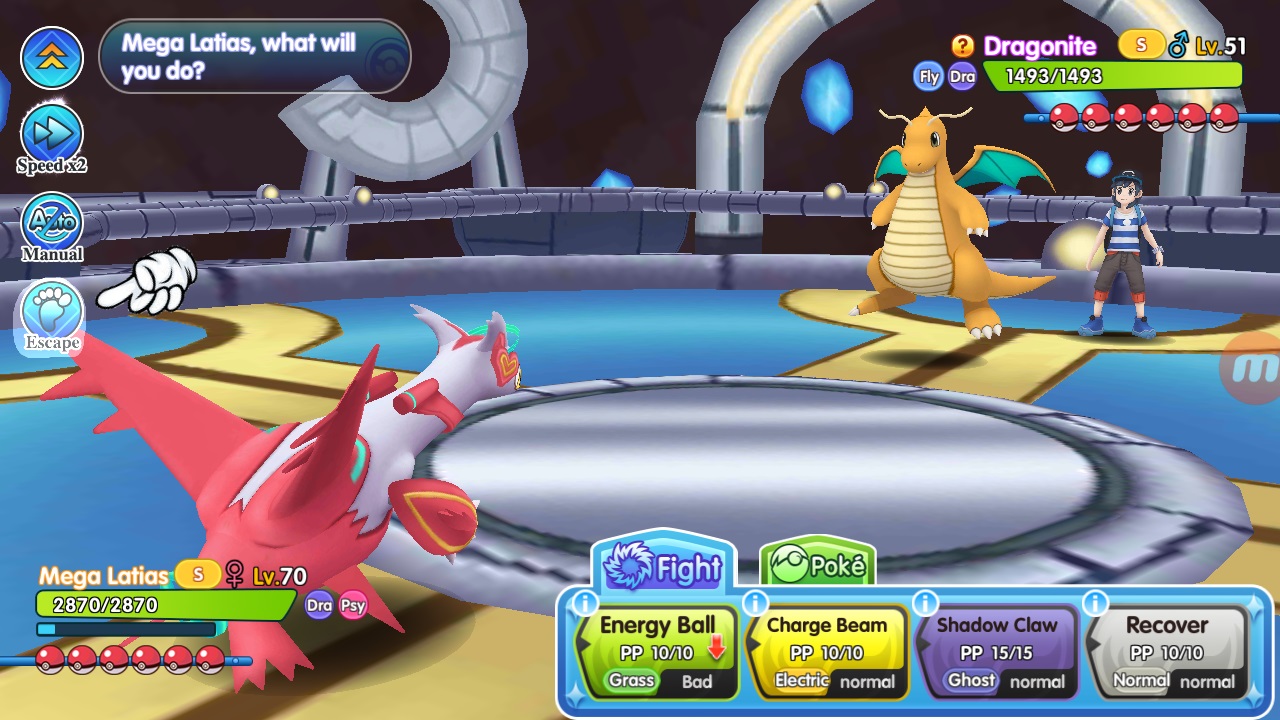 Mega Latias, what will
you do?
? Dragonite S ♂ Lv.51
Fly Dra 1493/1493
Speed x2
Auto
Manual
Escape
Mega Latias S ♀ Lv.70
2870/2870 Dra Psy
Fight Poké
i Energy Ball
PP 10/10
Grass Bad
i Charge Beam
PP 10/10
Electric normal
i Shadow Claw
PP 15/15
Ghost normal
i Recover
PP 10/10
Normal normal
m